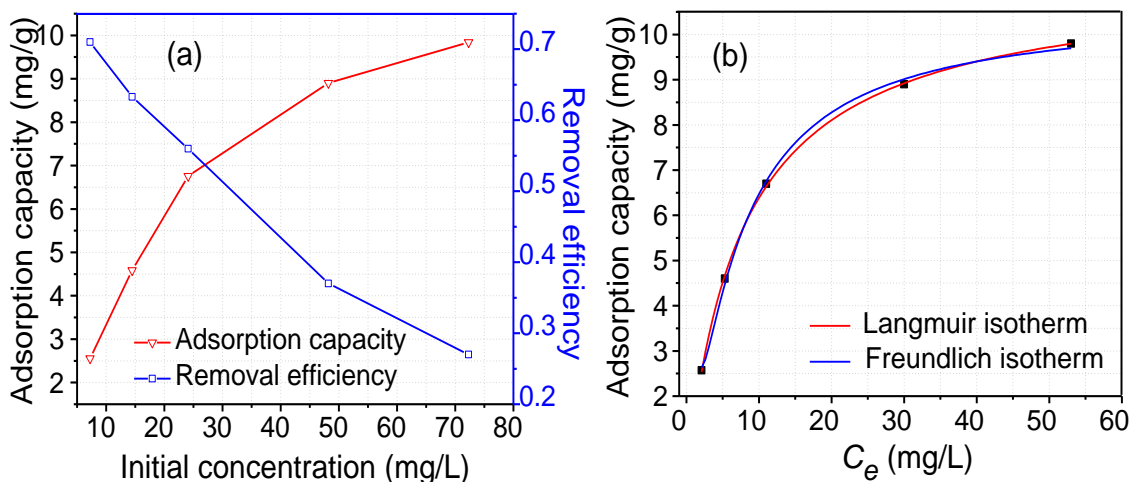 (a)
Adsorption capacity (mg/g)
10
9
8
7
6
5
4
3
2
0.7
0.6
0.5
0.4
0.3
0.2
Removal efficiency
Adsorption capacity
Removal efficiency
10 20 30 40 50 60 70 80
Initial concentration (mg/L)
(b)
Adsorption capacity (mg/g)
10
9
8
7
6
5
4
3
2
Langmuir isotherm
Freundlich isotherm
0 10 20 30 40 50 60
Ce (mg/L)